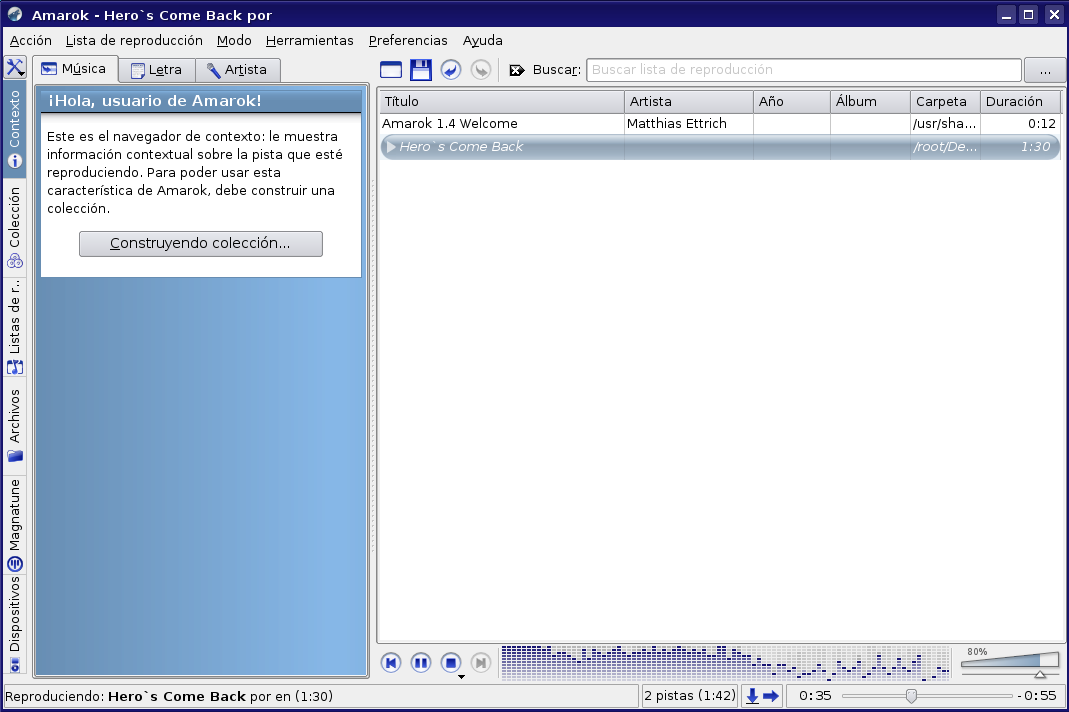 Amarok - Hero`s Come Back por
Acción Lista de reproducción Modo Herramientas Preferencias Ayuda
Música Letra Artista
Buscar: Buscar lista de reproducción ...
Contexto
Colección
Listas de r..
Archivos
Magnatune
Dispositivos
¡Hola, usuario de Amarok!
Este es el navegador de contexto: le muestra
información contextual sobre la pista que esté
reproduciendo. Para poder usar esta
característica de Amarok, debe construir una
colección.
Construyendo colección...
Título Artista Año Álbum Carpeta Duración
Amarok 1.4 Welcome Matthias Ettrich /usr/sha... 0:12
Hero`s Come Back /root/De... 1:30
80%
Reproduciendo: Hero`s Come Back por en (1:30) 2 pistas (1:42) 0:35 -0:55